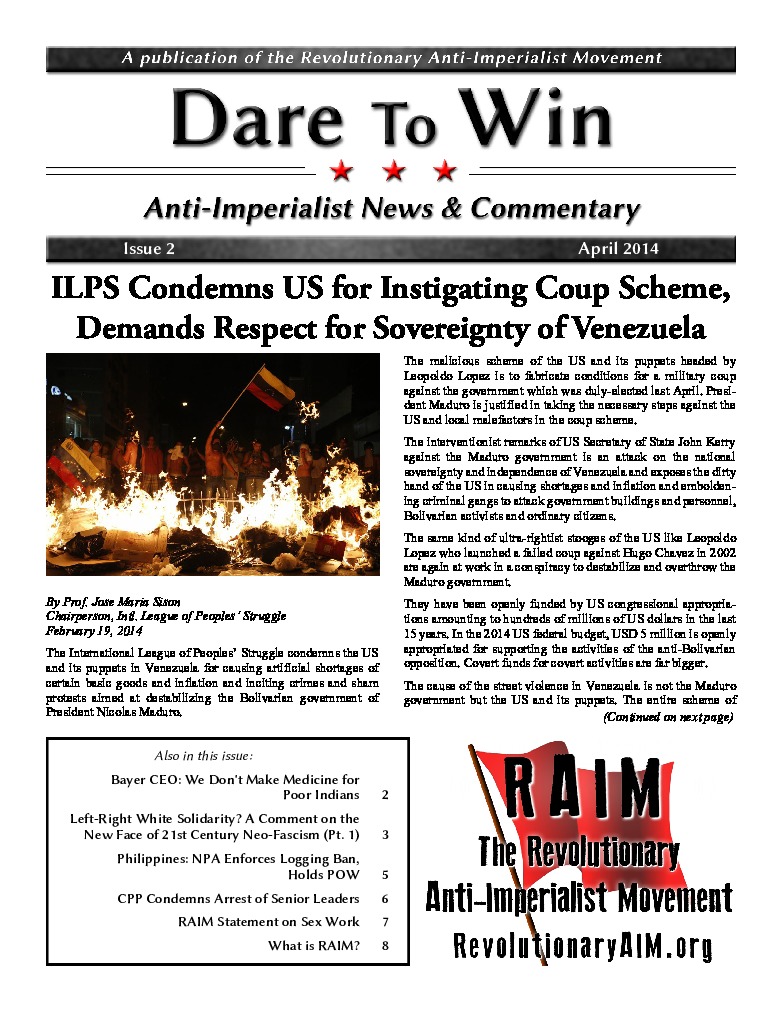 A publication of the Revolutionary Anti-Imperialist Movement
Dare To Win
Anti-Imperialist News & Commentary
Issue 2 April 2014
ILPS Condemns US for Instigating Coup Scheme,
Demands Respect for Sovereignty of Venezuela
By Prof. Jose Maria Sison
Chairperson, Intl. League of Peoples' Struggle
February 19, 2014
The International League of Peoples' Struggle condemns the US
and its puppets in Venezuela for causing artificial shortages of
certain basic goods and inflation and inciting crimes and sham
protests aimed at destabilizing the Bolivarian government of
President Nicolas Maduro.
The malicious scheme of the US and its puppets headed by
Leopoldo Lopez is to fabricate conditions for a military coup
against the government which was duly-elected last April. Presi-
dent Maduro is justified in taking the necessary steps against the
US and local malefactors in the coup scheme.
The interventionist remarks of US Secretary of State John Kerry
against the Maduro government is an attack on the national
sovereignty and independence of Venezuela and exposes the dirty
hand of the US in causing shortages and inflation and embolden-
ing criminal gangs to attack government buildings and personnel,
Bolivarian activists and ordinary citizens.
The same kind of ultra-rightist stooges of the US like Leopoldo
Lopez who launched a failed coup against Hugo Chavez in 2002
are again at work in a conspiracy to destabilize and overthrow the
Maduro government.
They have been openly funded by US congressional appropria-
tions amounting to hundreds of millions of US dollars in the last
15 years. In the 2014 US federal budget, USD 5 million is openly
appropriated for supporting the activities of the anti-Bolivarian
opposition. Covert funds for covert activities are far bigger.
The cause of the street violence in Venezuela is not the Maduro
government but the US and its puppets. The entire scheme of
(Continued on next page)
Also in this issue:
Bayer CEO: We Don't Make Medicine for
Poor Indians 2
Left-Right White Solidarity? A Comment on the
New Face of 21st Century Neo-Fascism (Pt. 1) 3
Philippines: NPA Enforces Logging Ban,
Holds POW 5
CPP Condemns Arrest of Senior Leaders 6
RAIM Statement on Sex Work 7
What is RAIM? 8
RAIM
The Revolutionary
Anti-Imperialist Movement
RevolutionaryAIM.org